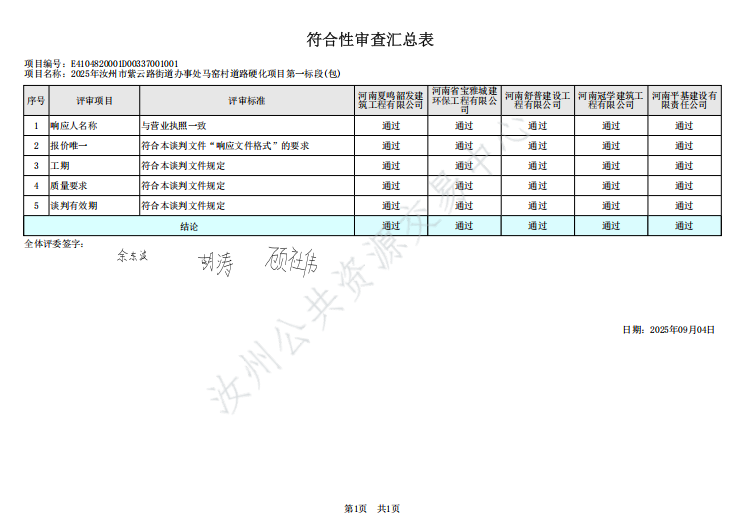 符合性审查汇总表
项目编号：E4104820001D00337001001
项目名称：2025年汝州市紫云路街道办事处马窑村道路硬化项目第一标段(包)
序号 评审项目 评审标准 河南夏鸣韶发建筑工程有限公司 河南省宝雅城建环保工程有限公司 河南舒普建设工程有限公司 河南冠学建筑工程有限公司 河南平基建设有限责任公司
1 响应人名称 与营业执照一致 通过 通过 通过 通过 通过
2 报价唯一 符合本谈判文件“响应文件格式”的要求 通过 通过 通过 通过 通过
3 工期 符合本谈判文件规定 通过 通过 通过 通过 通过
4 质量要求 符合本谈判文件规定 通过 通过 通过 通过 通过
5 谈判有效期 符合本谈判文件规定 通过 通过 通过 通过 通过
结论 通过 通过 通过 通过 通过
全体评委签字：
胡涛 顾社伟
日期：2025年09月04日
汝州公共资源交易中心
第1页 共1页